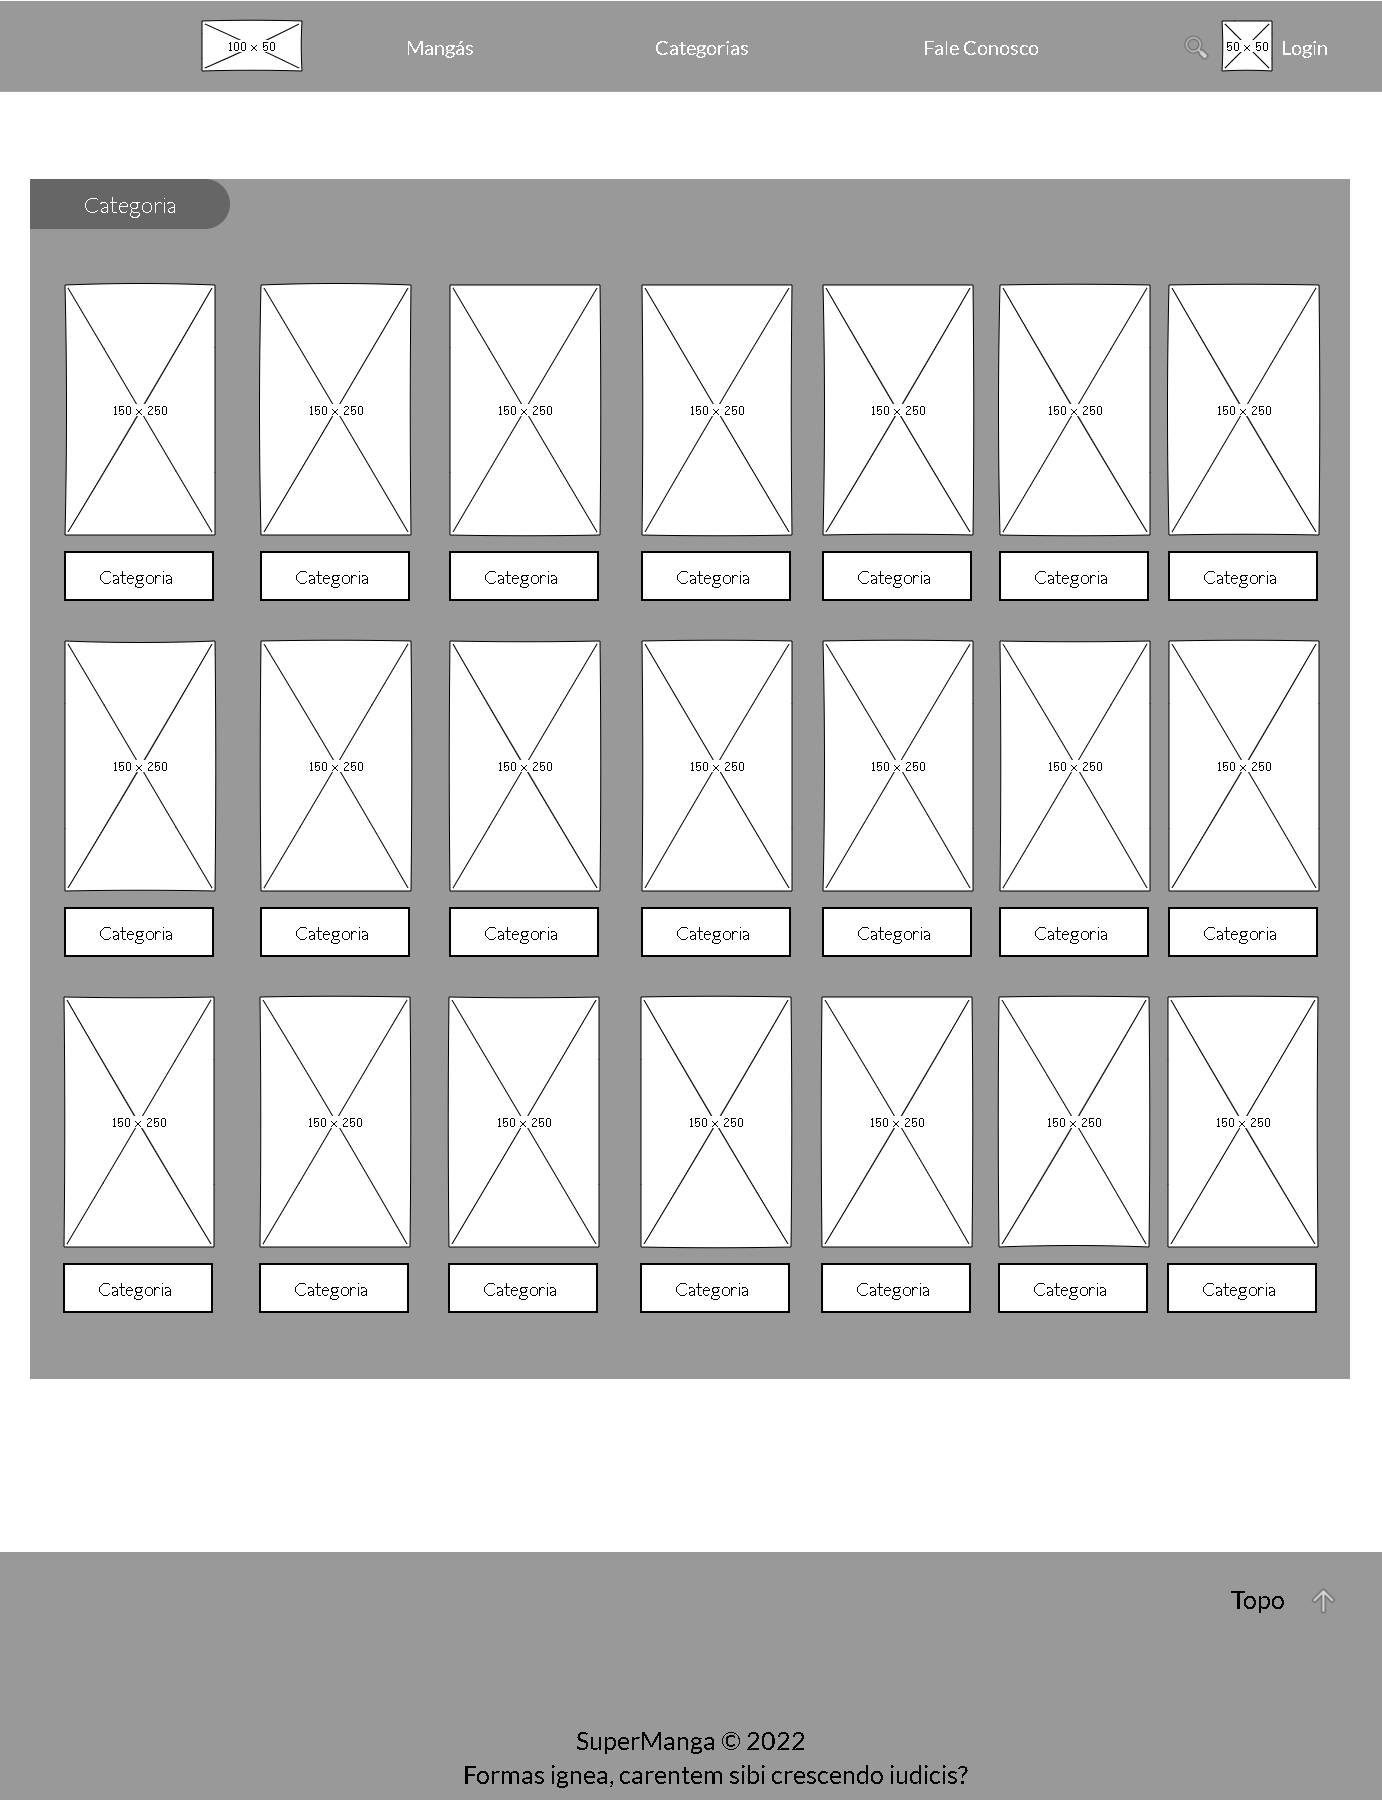 100 × 50 Mangás Categorias Fale Conosco 50 × 50 Login
Categoria
150 × 250 150 × 250 150 × 250 150 × 250 150 × 250 150 × 250 150 × 250
Categoria Categoria Categoria Categoria Categoria Categoria Categoria
150 × 250 150 × 250 150 × 250 150 × 250 150 × 250 150 × 250 150 × 250
Categoria Categoria Categoria Categoria Categoria Categoria Categoria
150 × 250 150 × 250 150 × 250 150 × 250 150 × 250 150 × 250 150 × 250
Categoria Categoria Categoria Categoria Categoria Categoria Categoria
Topo
SuperManga © 2022
Formas ignea, carentem sibi crescendo iudicis?